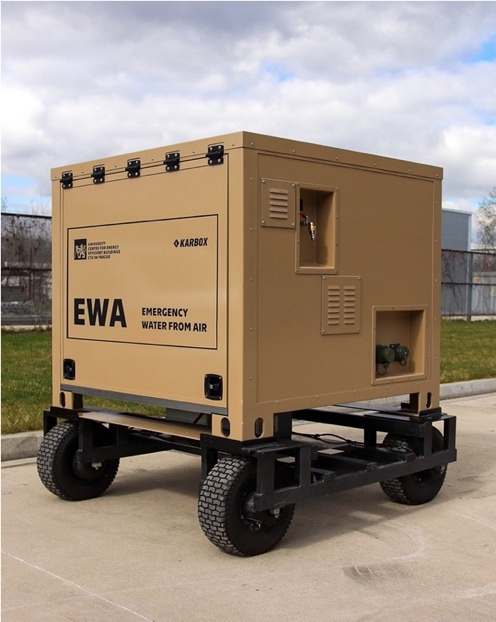 UNIVERSITY
CENTRE FOR ENERGY
EFFICIENT BUILDINGS
CTU IN PRAGUE
KARBOX
EWA
EMERGENCY
WATER FROM AIR